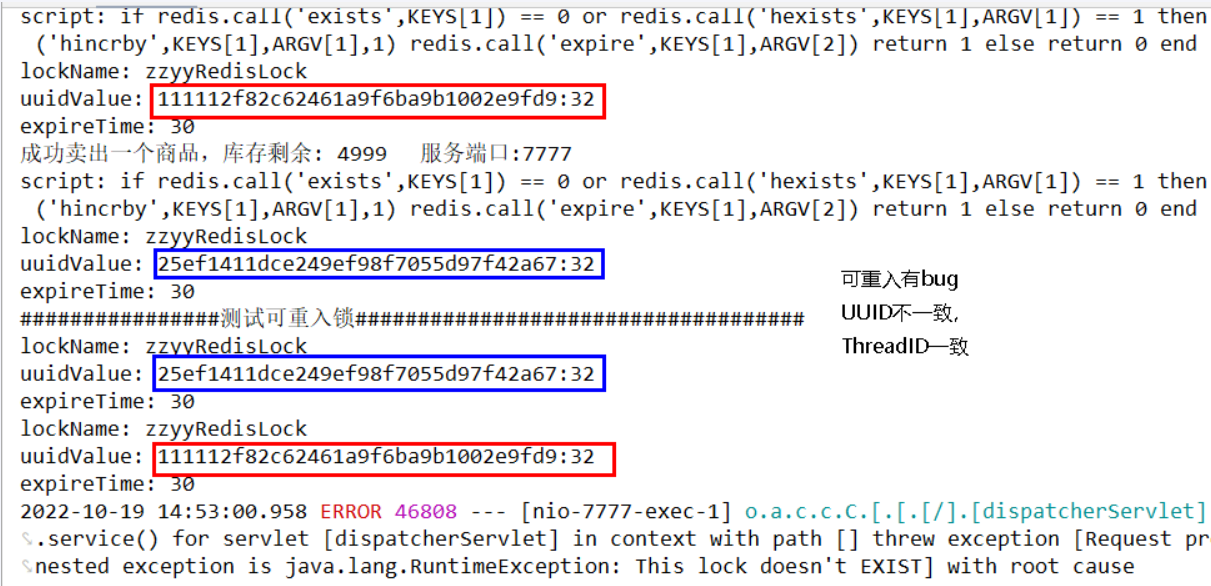 script: if redis.call('exists',KEYS[1]) == 0 or redis.call('hexists',KEYS[1],ARGV[1]) == 1 then
('hincrby',KEYS[1],ARGV[1],1) redis.call('expire',KEYS[1],ARGV[2]) return 1 else return 0 end
lockName: zzyyRedisLock
uuidValue: 111112f82c62461a9f6ba9b1002e9fd9:32
expireTime: 30
成功卖出一个商品，库存剩余: 4999 服务端口:7777
script: if redis.call('exists',KEYS[1]) == 0 or redis.call('hexists',KEYS[1],ARGV[1]) == 1 then
('hincrby',KEYS[1],ARGV[1],1) redis.call('expire',KEYS[1],ARGV[2]) return 1 else return 0 end
lockName: zzyyRedisLock
uuidValue: 25ef1411dce249ef98f7055d97f42a67:32
expireTime: 30
################测试可重入锁####################################
lockName: zzyyRedisLock
uuidValue: 25ef1411dce249ef98f7055d97f42a67:32
expireTime: 30
lockName: zzyyRedisLock
uuidValue: 111112f82c62461a9f6ba9b1002e9fd9:32
expireTime: 30
2022-10-19 14:53:00.958 ERROR 46808 --- [nio-7777-exec-1] o.a.c.c.C.[.[.[/].[dispatcherServlet]
.service() for servlet [dispatcherServlet] in context with path [] threw exception [Request pr
nested exception is java.lang.RuntimeException: This lock doesn't EXIST] with root cause
可重入有bug
UUID不一致,
ThreadID一致